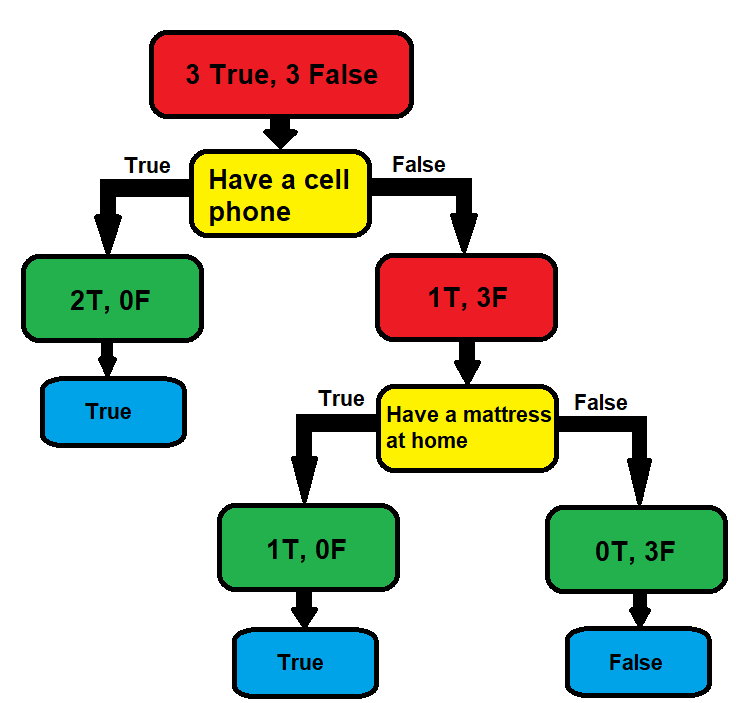 3 True, 3 False
True
False
Have a cell
phone
2T, 0F
1T, 3F
True
True
False
Have a mattress
at home
1T, 0F
0T, 3F
True
False